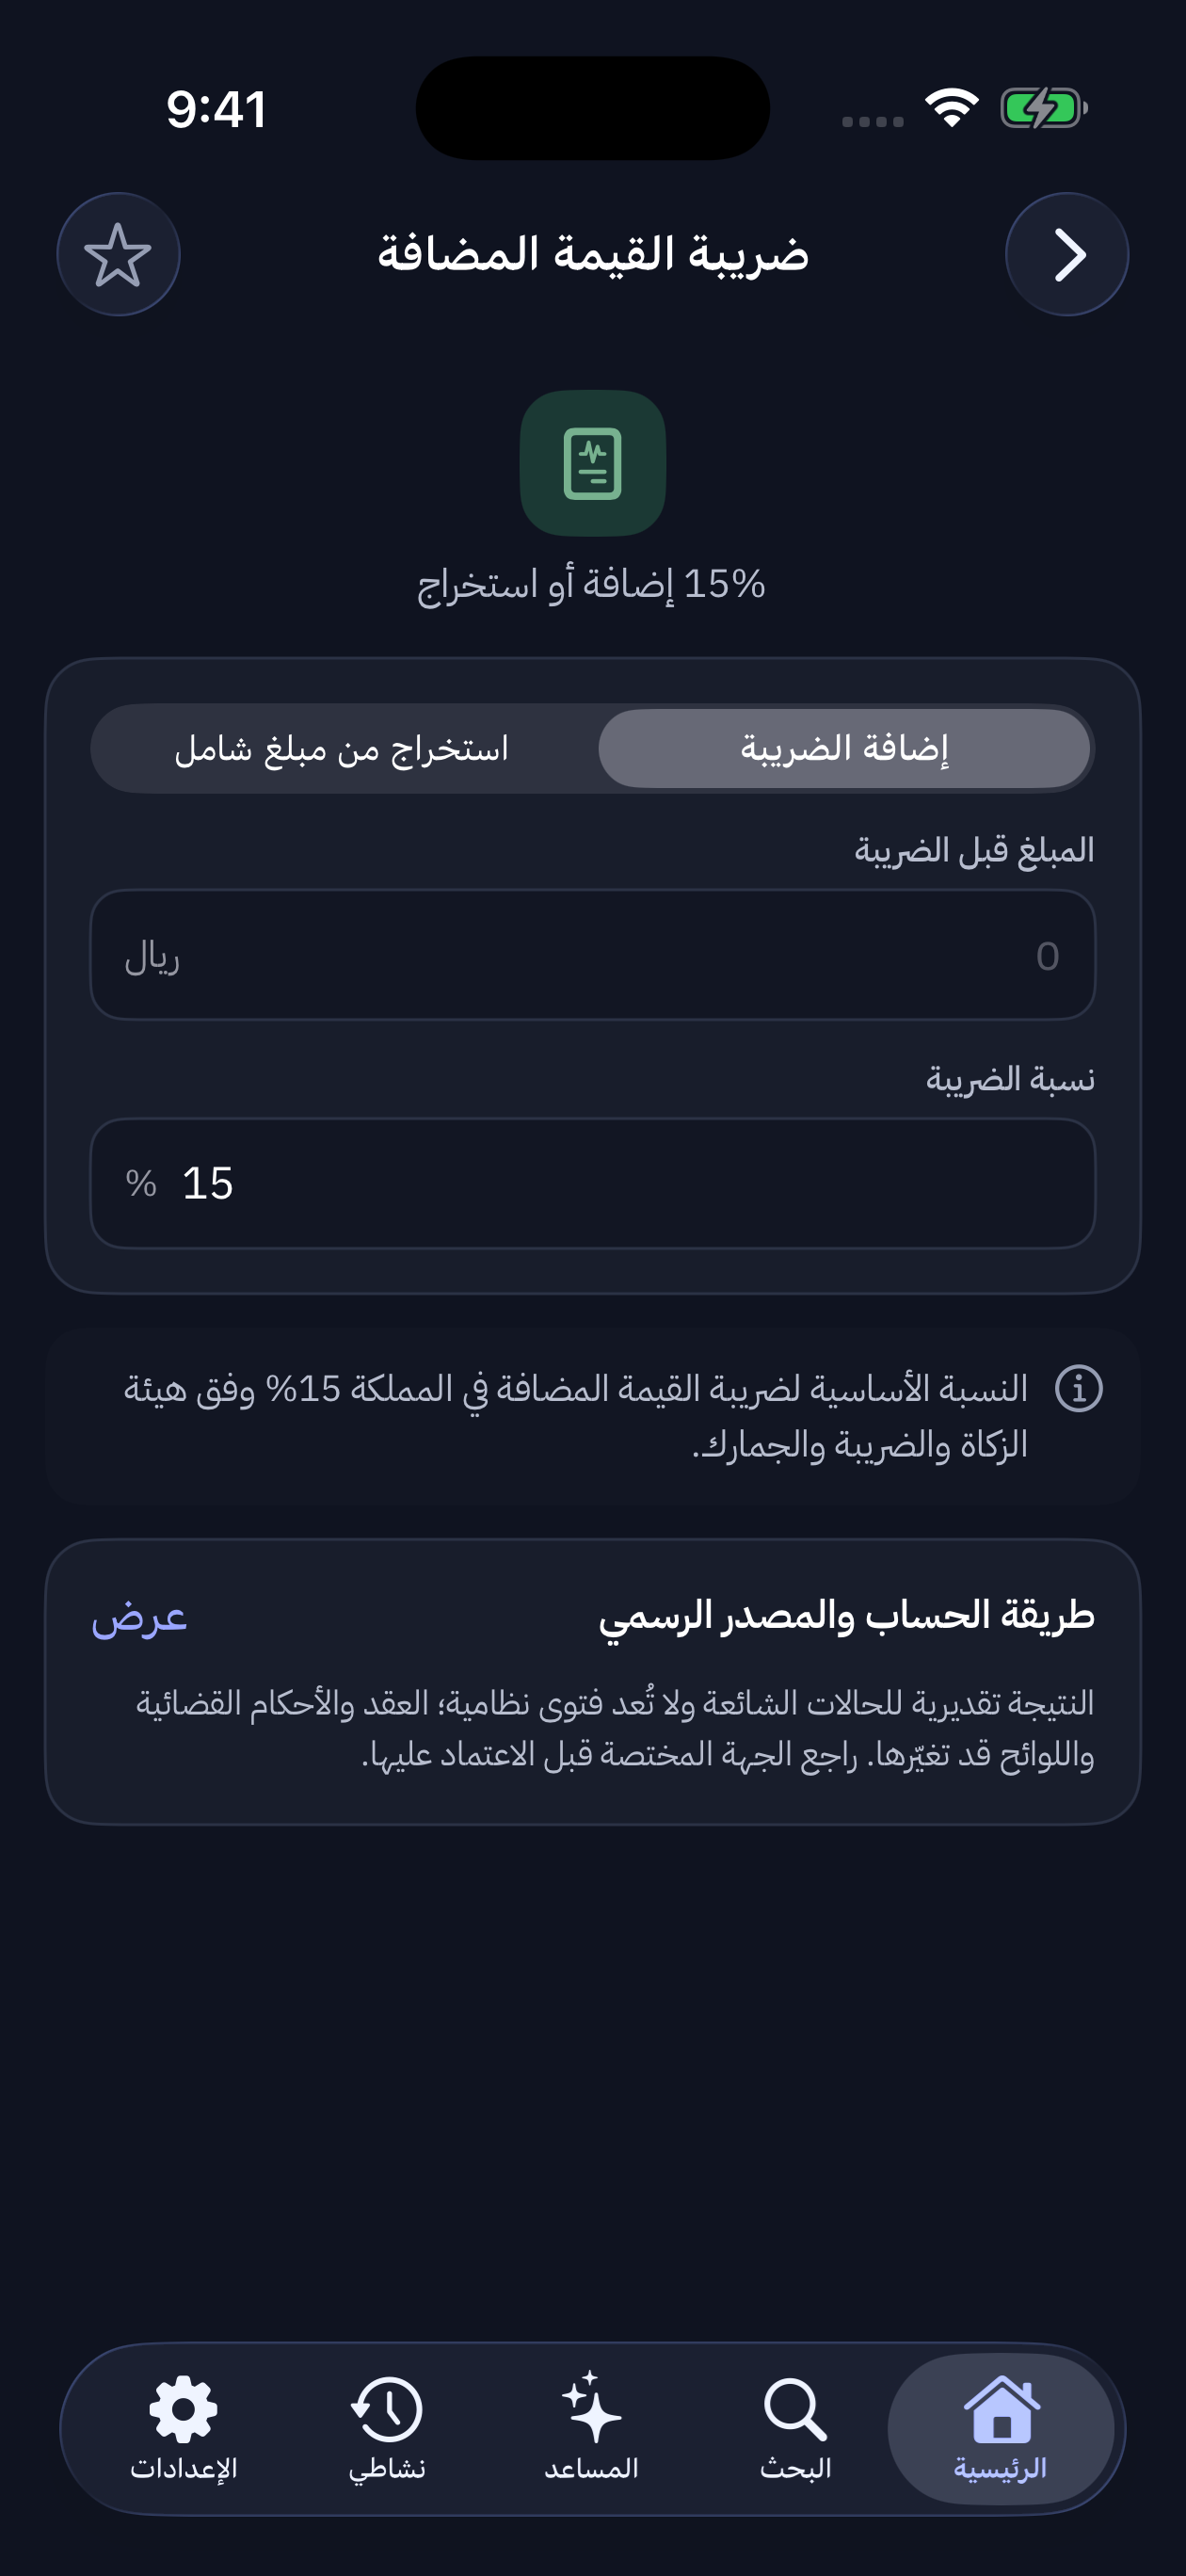 9:41
ضريبة القيمة المضافة
15% إضافة أو استخراج
إضافة الضريبة
استخراج من مبلغ شامل
المبلغ قبل الضريبة
0
ريال
نسبة الضريبة
15 %
النسبة الأساسية لضريبة القيمة المضافة في المملكة 15% وفق هيئة
الزكاة والضريبة والجمارك.
طريقة الحساب والمصدر الرسمي
عرض
النتيجة تقديرية للحالات الشائعة ولا تُعد فتوى نظامية؛ العقد والأحكام القضائية
واللوائح قد تغيّرها. راجع الجهة المختصة قبل الاعتماد عليها.
الرئيسية
البحث
المساعد
نشاطي
الإعدادات